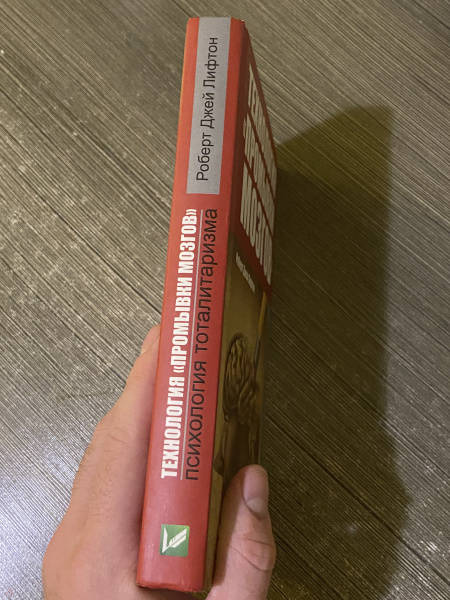 Роберт Джей Лифтон
ТЕХНОЛОГИЯ «ПРОМЫВКИ МОЗГОВ»
ПСИХОЛОГИЯ ТОТАЛИТАРИЗМА